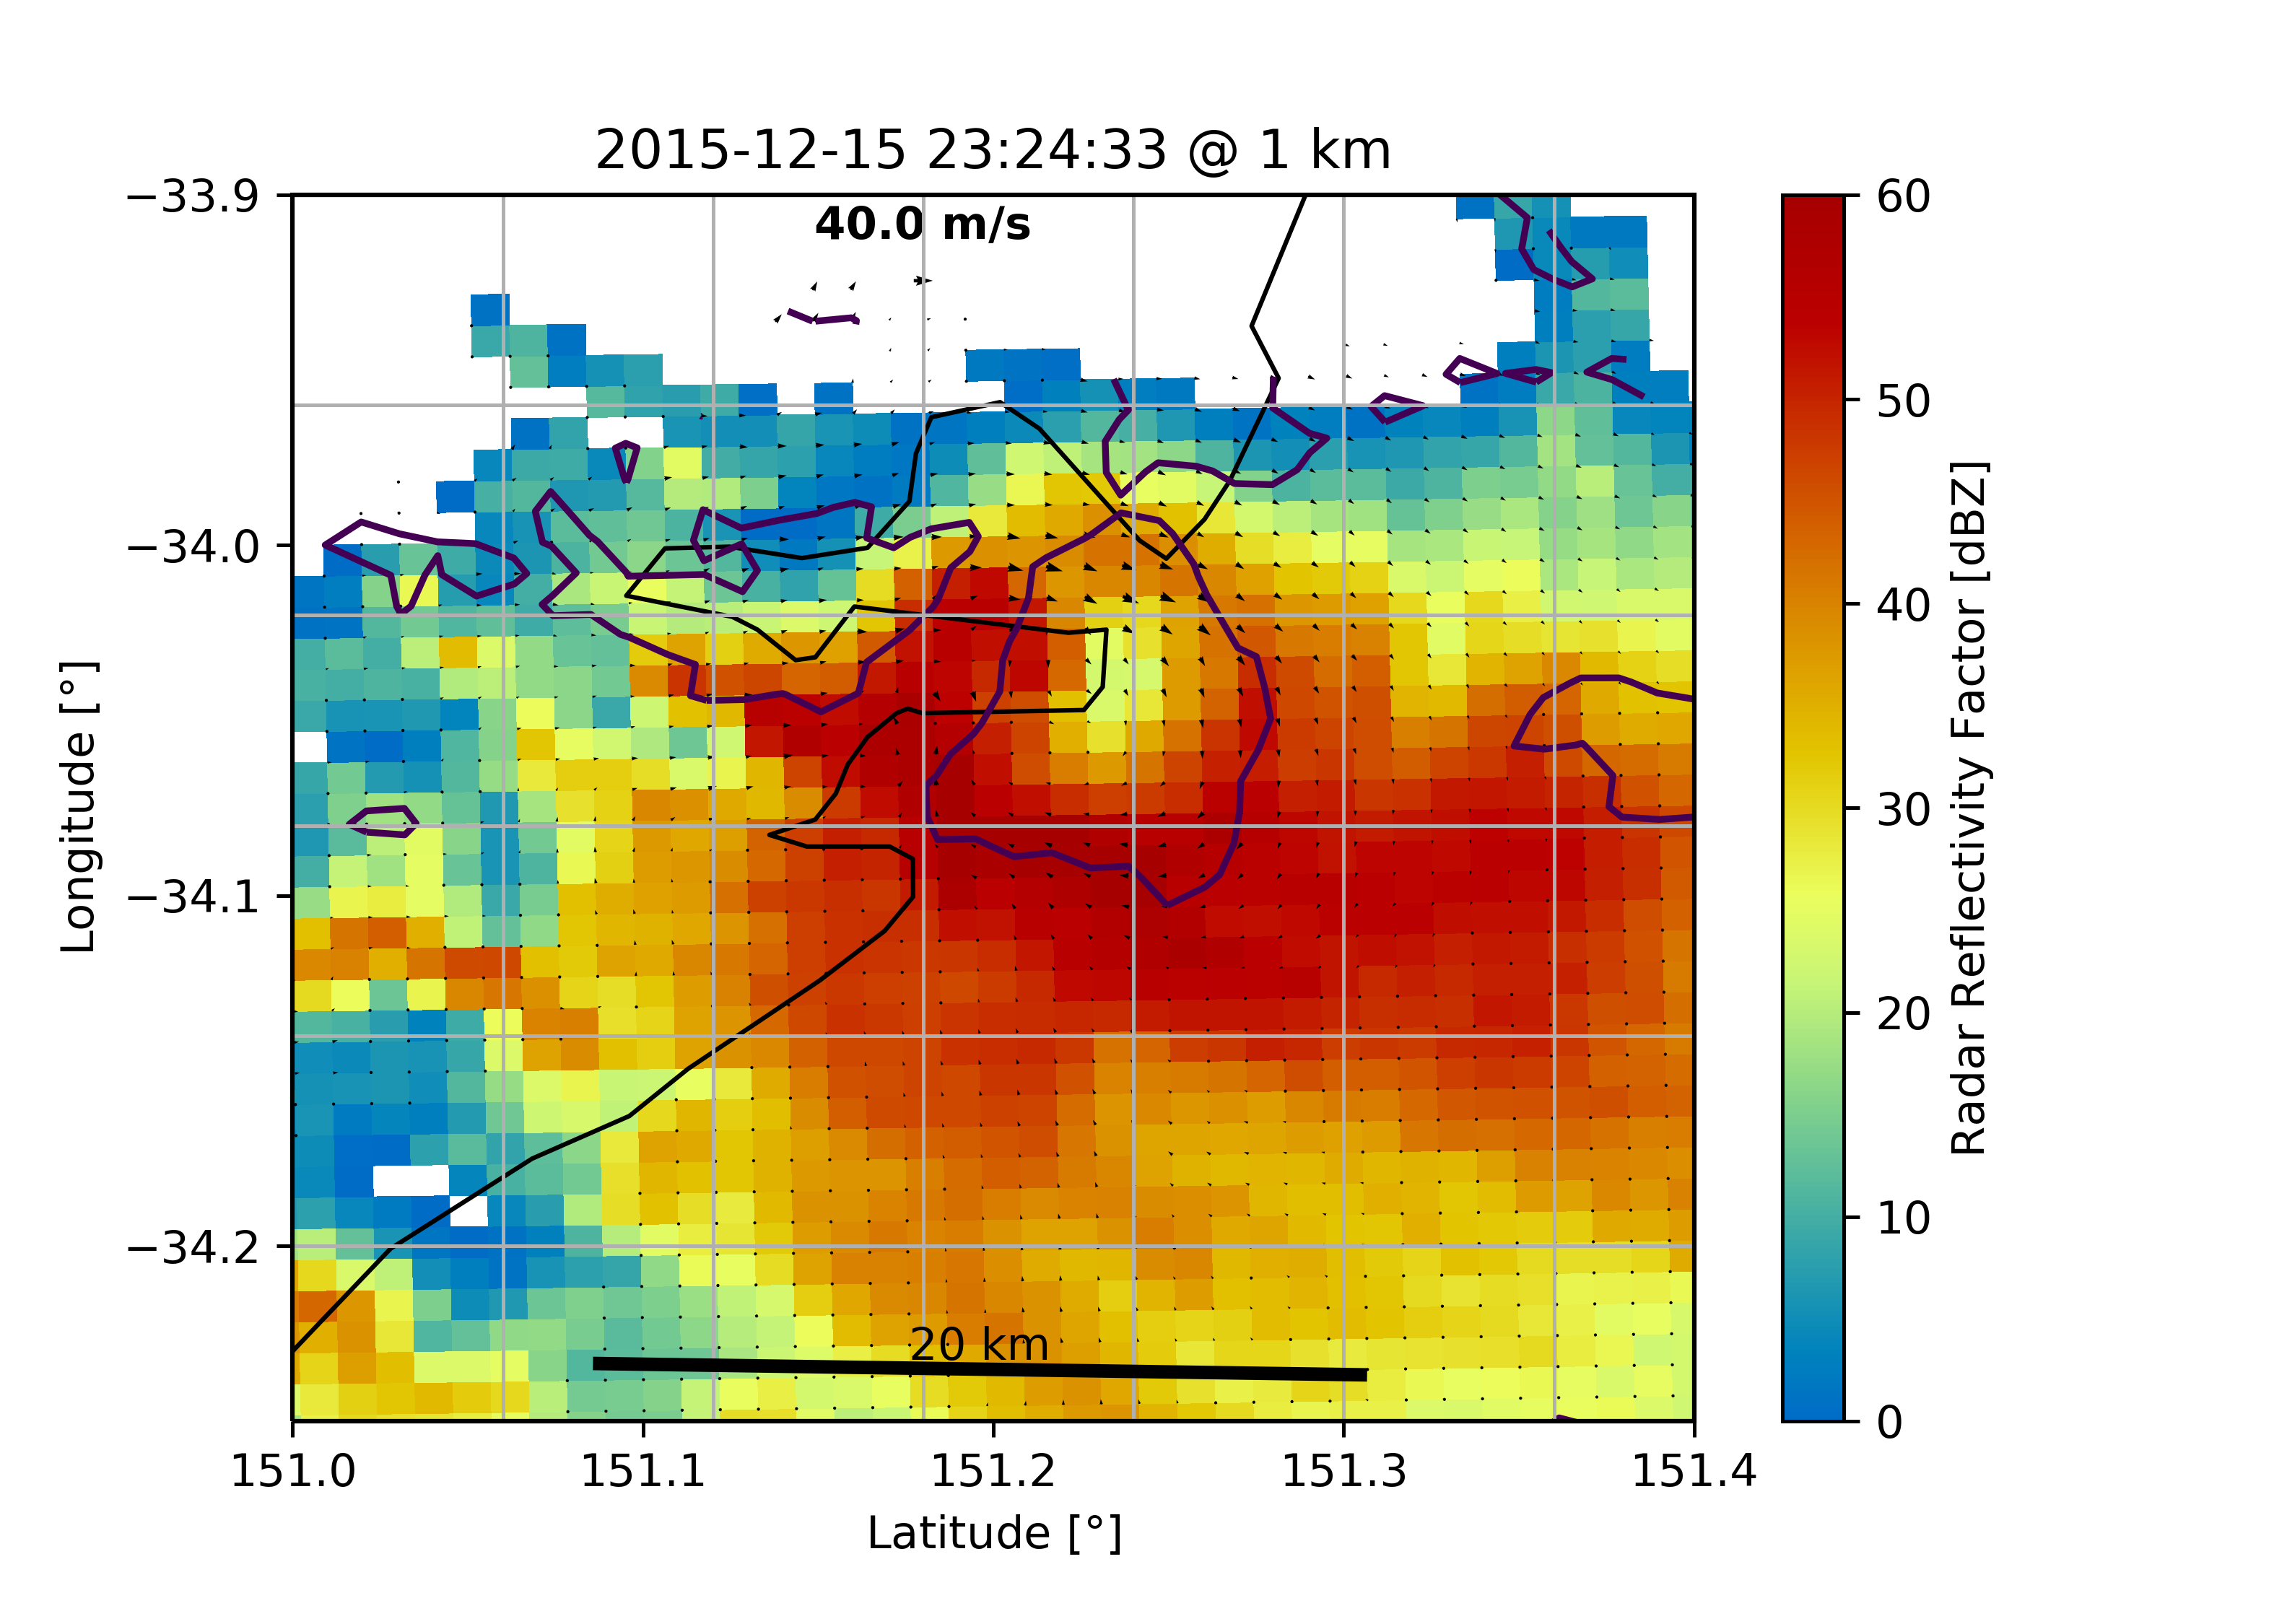 2015-12-15 23:24:33 @ 1 km
40.0 m/s
−33.9
−34.0
−34.1
−34.2
Longitude [°]
20 km
151.0
151.1
151.2
151.3
151.4
Latitude [°]
60
50
40
30
20
10
0
Radar Reflectivity Factor [dBZ]